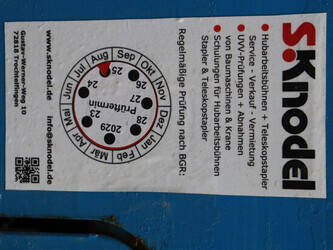 S.Knodel
• Hubarbeitsbühnen + Teleskopstapler
Service - Verkauf - Vermietung
• UVV-Prüfungen + Abnahmen
von Baumaschinen & Krane
• Schulungen für Hubarbeitsbühnen
Stapler & Teleskopstapler
Regelmäßige Prüfung nach BGR:
Jan Feb Mär Apr Mai Jun Jul Aug Sep Okt Nov Dez
Prüftermin
23 24 25 26 27 28 2029
www.sknodel.de
info@sknodel.de
Gustav-Werner-Weg 10
72818 Trochtelfingen